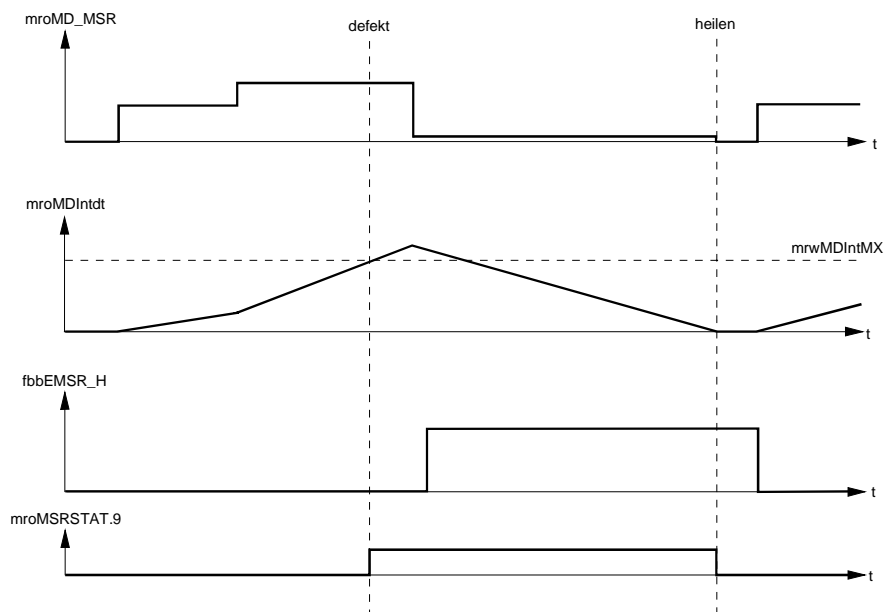 mroMD_MSR
defekt
heilen
t
mroMDIntdt
mrwMDIntMX
t
fbbEMSR_H
t
mroMSRSTAT.9
t